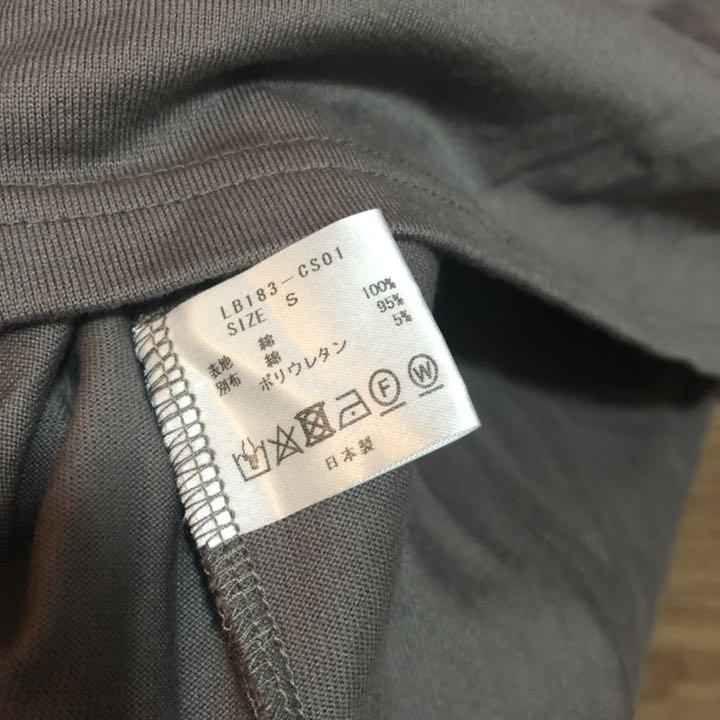 LB183-CS01
SIZE S
表地 綿 100%
別布 綿 95%
ポリウレタン 5%
F W
日本製